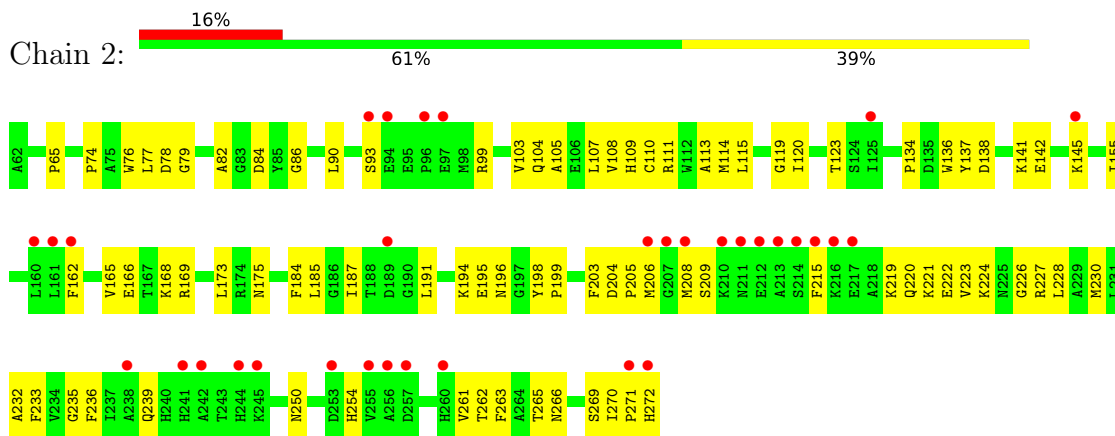 16%
Chain 2:
61% 39%
A62 P65 P74 A75 W76 L77 D78 G79 A82 G83 D84 Y85 G86 L90 S93 E94 E95 P96 E97 M98 R99 V103 Q104 A105 E106 L107 V108 H109 C110 R111 W112 A113 M114 L115 G119 I120 T123 S124 I125 P134 D135 W136 Y137 D138 K141 E142 K145 I155
L160 L161 F162 V165 E166 T167 K168 R169 L173 R174 N175 F184 L185 G186 I187 T188 D189 G190 L191 K194 E195 N196 G197 Y198 P199 F203 D204 P205 M206 G207 M208 S209 K210 N211 E212 A213 S214 F215 K216 E217 A218 K219 Q220 K221 E222 V223 K224 N225 G226 R227 L228 A229 M230 L231
A232 F233 V234 G235 F236 I237 A238 Q239 H240 H241 A242 T243 H244 K245 N250 D253 H254 V255 A256 D257 H260 V261 T262 F263 A264 T265 N266 S269 I270 P271 H272